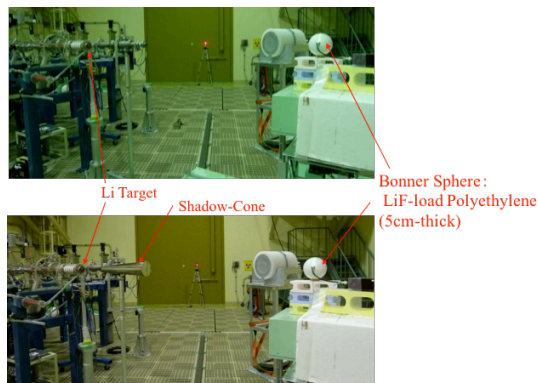 Li Target
Shadow-Cone
Bonner Sphere:
LiF-load Polyethylene
(5cm-thick)